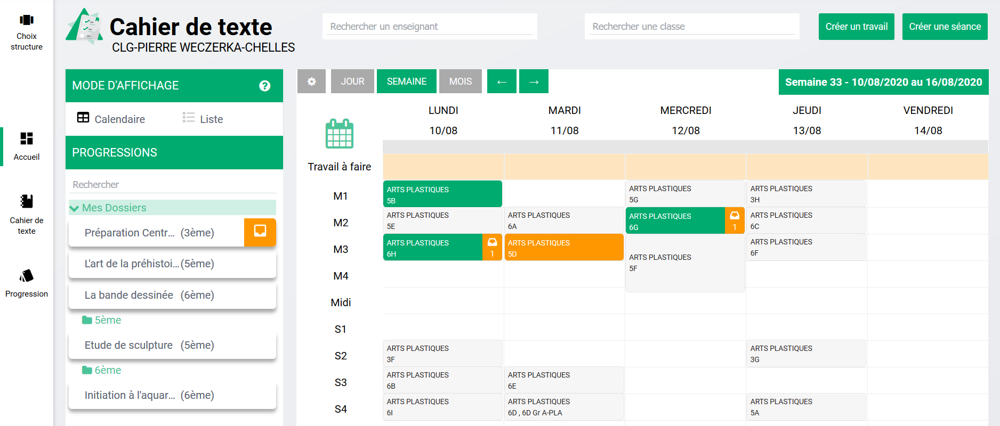 Choix
structure
Accueil
Cahier de
texte
Progression
Cahier de texte
CLG-PIERRE WECZERKA-CHELLES
Rechercher un enseignant
Rechercher une classe
Créer un travail
Créer une séance
MODE D'AFFICHAGE
?
Calendaire
Liste
PROGRESSIONS
Rechercher
Mes Dossiers
Préparation Centr... (3ème)
L'art de la préhistoi... (5ème)
La bande dessinée (6ème)
5ème
Etude de sculpture (5ème)
6ème
Initiation à l'aquar... (6ème)
JOUR
SEMAINE
MOIS
←
→
Semaine 33 - 10/08/2020 au 16/08/2020
LUNDI
10/08
MARDI
11/08
MERCREDI
12/08
JEUDI
13/08
VENDREDI
14/08
Travail à faire
M1
M2
M3
M4
Midi
S1
S2
S3
S4
ARTS PLASTIQUES
5B
ARTS PLASTIQUES
5E
ARTS PLASTIQUES
6H
1
ARTS PLASTIQUES
3F
ARTS PLASTIQUES
6B
ARTS PLASTIQUES
6I
ARTS PLASTIQUES
6A
ARTS PLASTIQUES
5D
ARTS PLASTIQUES
6E
ARTS PLASTIQUES
6D , 6D Gr A-PLA
ARTS PLASTIQUES
5G
ARTS PLASTIQUES
6G
1
ARTS PLASTIQUES
5F
ARTS PLASTIQUES
3H
ARTS PLASTIQUES
6C
ARTS PLASTIQUES
6F
ARTS PLASTIQUES
3G
ARTS PLASTIQUES
5A